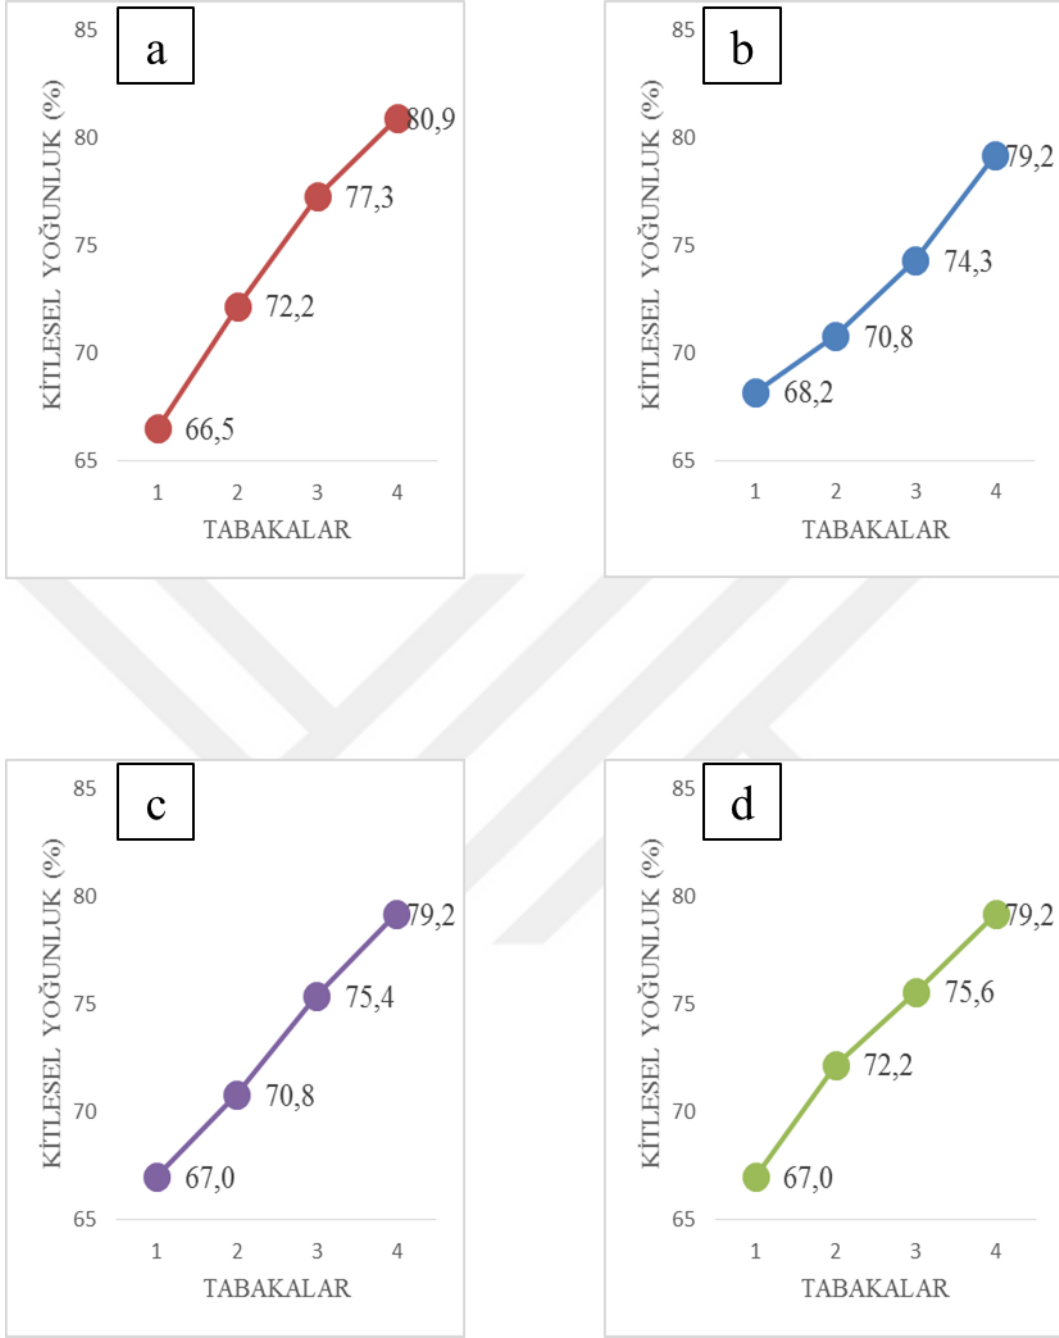 a
KİTLESEL YOĞUNLUK (%)
85
80
75
70
65
80,9
77,3
72,2
66,5
1 2 3 4
TABAKALAR
b
KİTLESEL YOĞUNLUK (%)
85
80
75
70
65
79,2
74,3
70,8
68,2
1 2 3 4
TABAKALAR
c
KİTLESEL YOĞUNLUK (%)
85
80
75
70
65
79,2
75,4
70,8
67,0
1 2 3 4
TABAKALAR
d
KİTLESEL YOĞUNLUK (%)
85
80
75
70
65
79,2
75,6
72,2
67,0
1 2 3 4
TABAKALAR